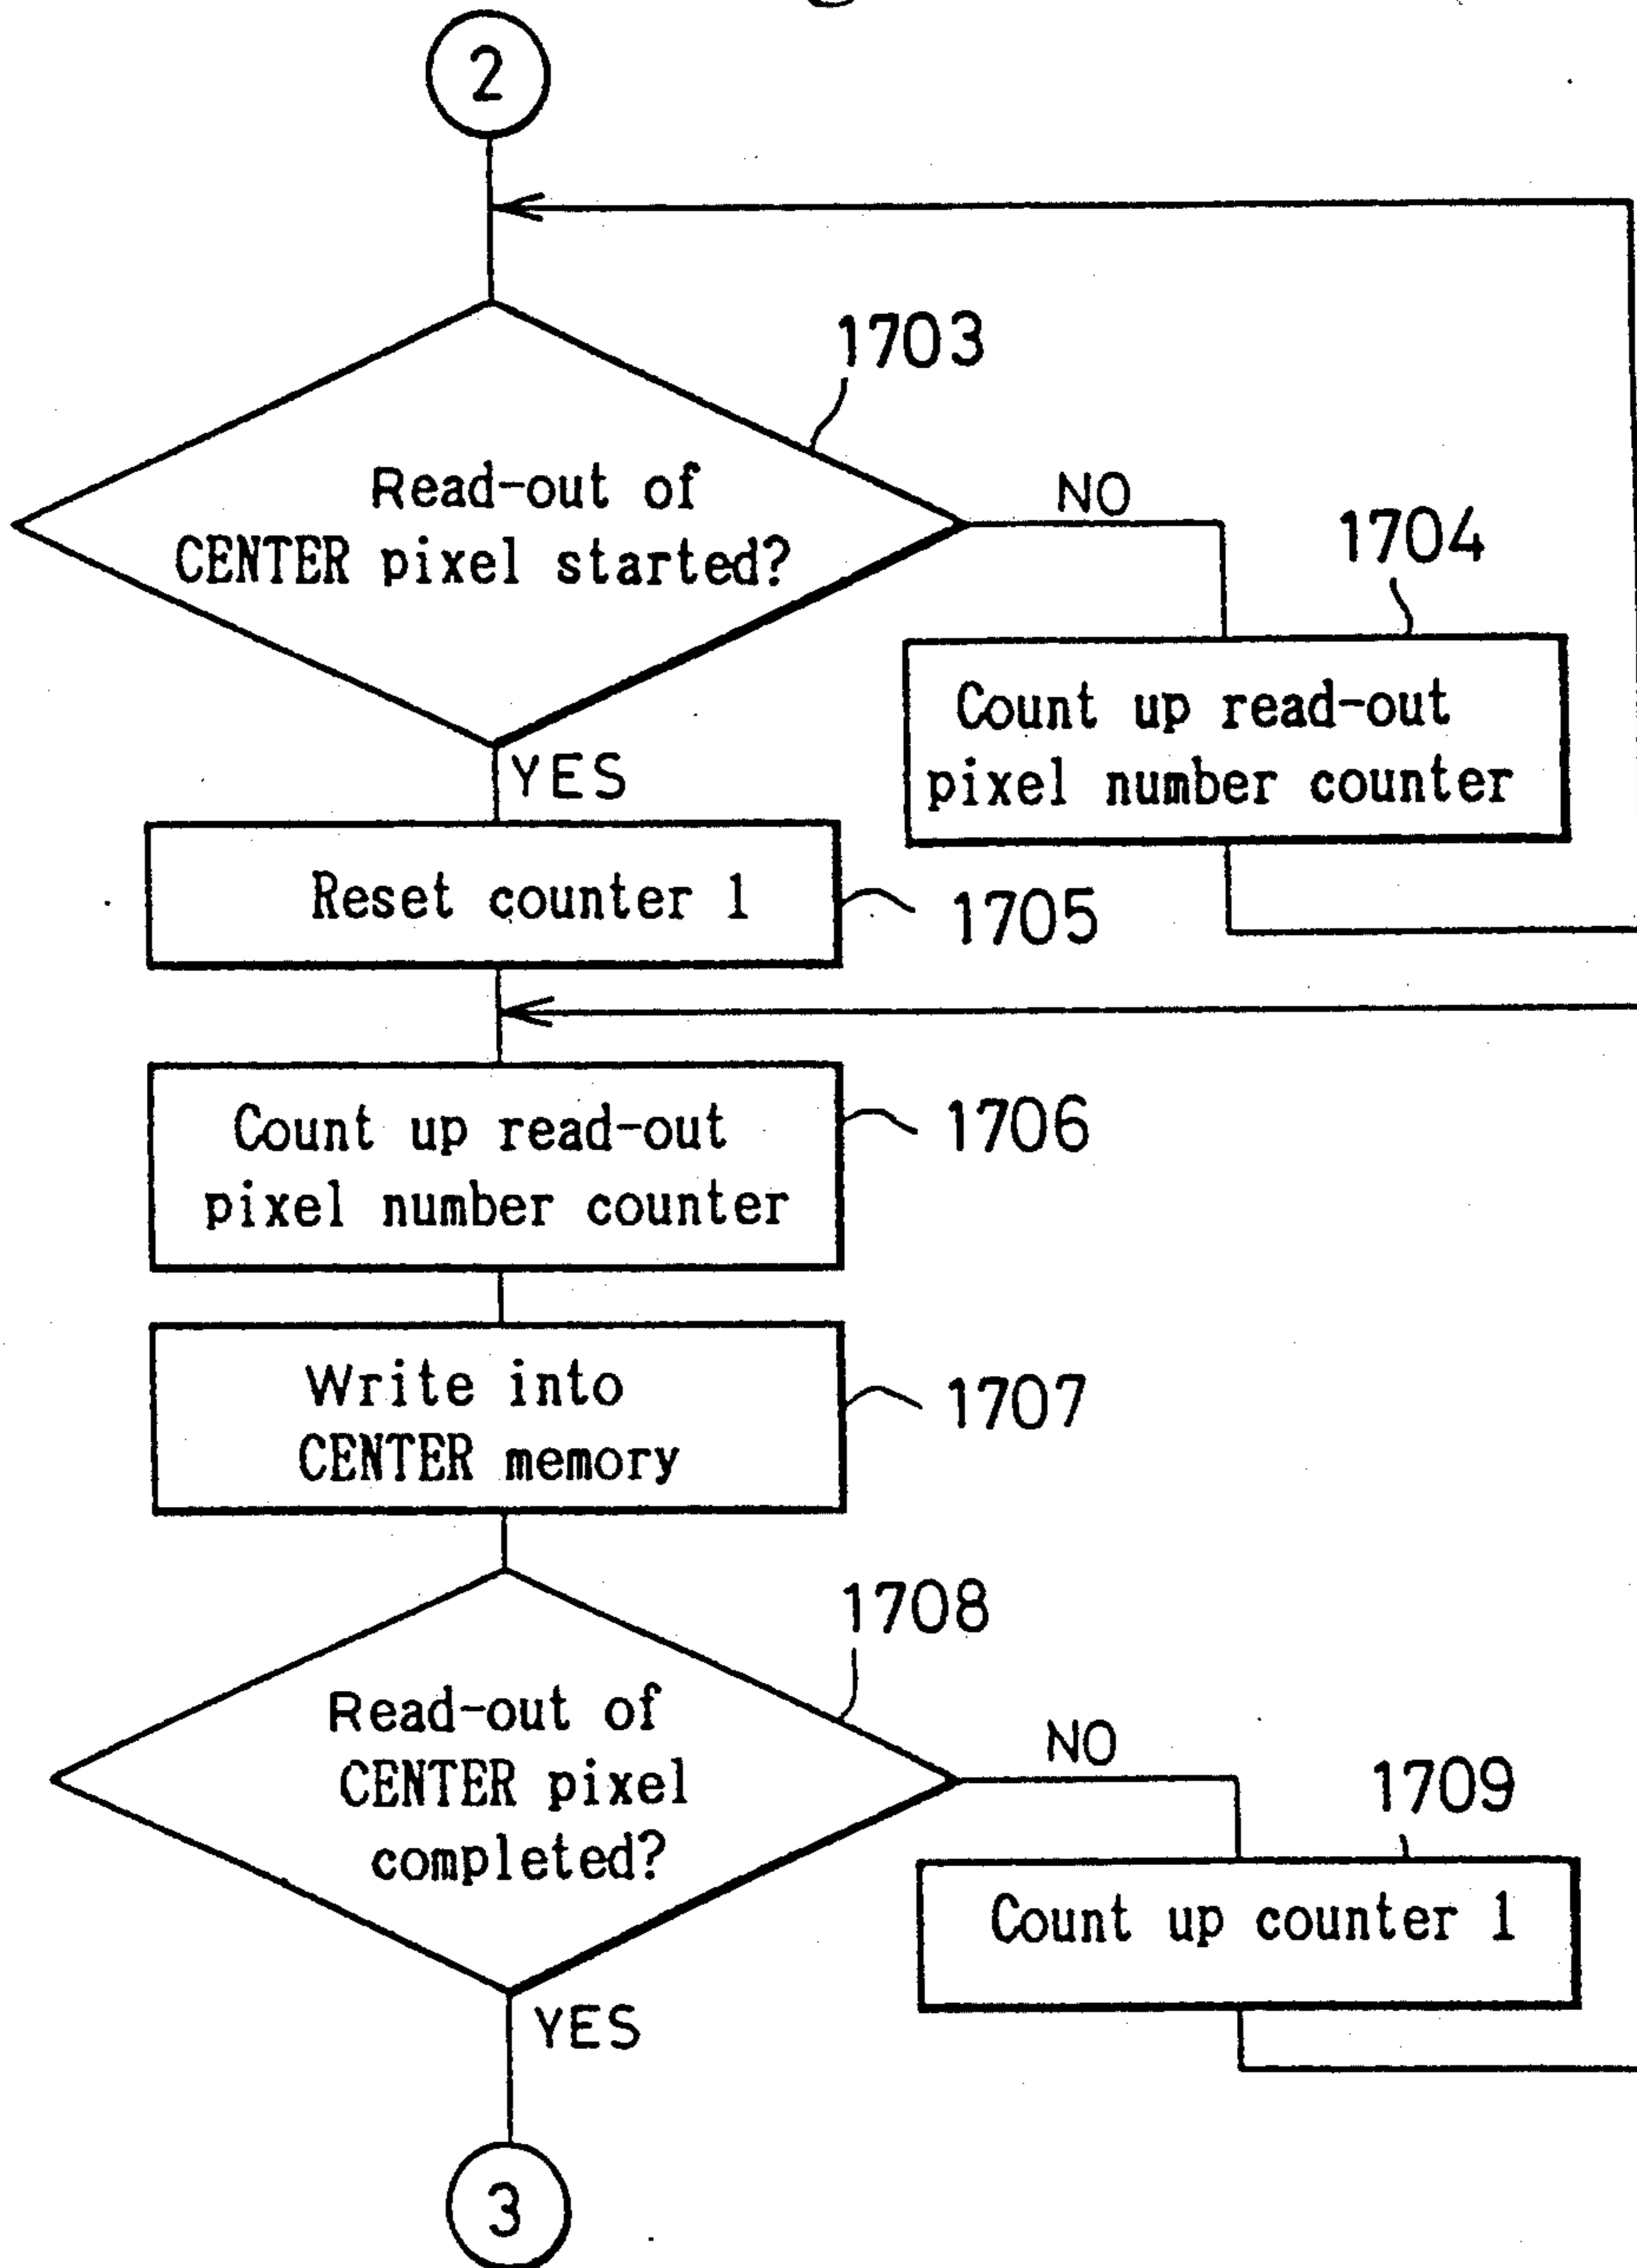 2
1703
Read-out of
CENTER pixel started?
NO
1704
Count up read-out
pixel number counter
YES
Reset counter 1
1705
Count up read-out
pixel number counter
1706
Write into
CENTER memory
1707
1708
Read-out of
CENTER pixel
completed?
NO
1709
Count up counter 1
YES
3